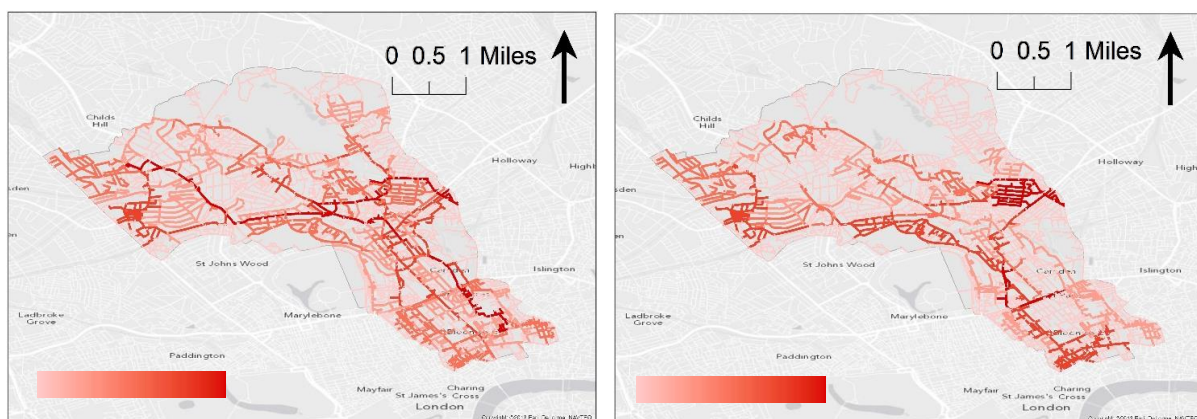 0 0.5 1 Miles
Childs
Hill
Holloway
St Johns Wood
Camden
Islington
Marylebone
Ladbroke
Grove
Paddington
Mayfair
Charing
St James's Cross
London
0 0.5 1 Miles
Childs
Hill
Holloway
St Johns Wood
Camden
Islington
Marylebone
Ladbroke
Grove
Paddington
Mayfair
Charing
St James's Cross
London